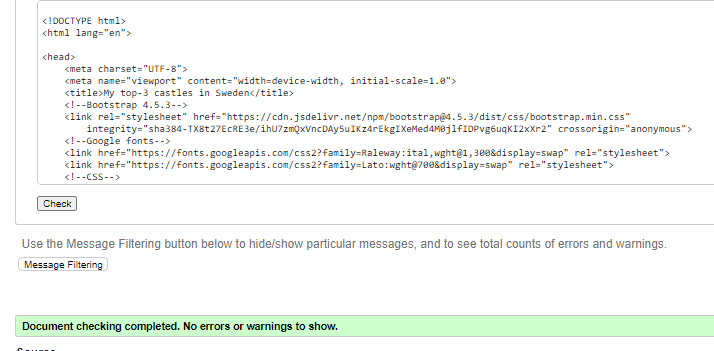 <!DOCTYPE html>
<html lang="en">
<head>
<meta charset="UTF-8">
<meta name="viewport" content="width=device-width, initial-scale=1.0">
<title>My top-3 castles in Sweden</title>
<!--Bootstrap 4.5.3-->
<link rel="stylesheet" href="https://cdn.jsdelivr.net/npm/bootstrap@4.5.3/dist/css/bootstrap.min.css"
integrity="sha384-TX8t27EcRE3e/ihU7zmQxVncDAy5uIKz4rEkgIXeMed4M0jlfIDPvg6uqKI2xXr2" crossorigin="anonymous">
<!--Google fonts-->
<link href="https://fonts.googleapis.com/css2?family=Raleway:ital,wght@1,300&display=swap" rel="stylesheet">
<link href="https://fonts.googleapis.com/css2?family=Lato:wght@700&display=swap" rel="stylesheet">
<!--CSS-->
Check
Use the Message Filtering button below to hide/show particular messages, and to see total counts of errors and warnings.
Message Filtering
Document checking completed. No errors or warnings to show.